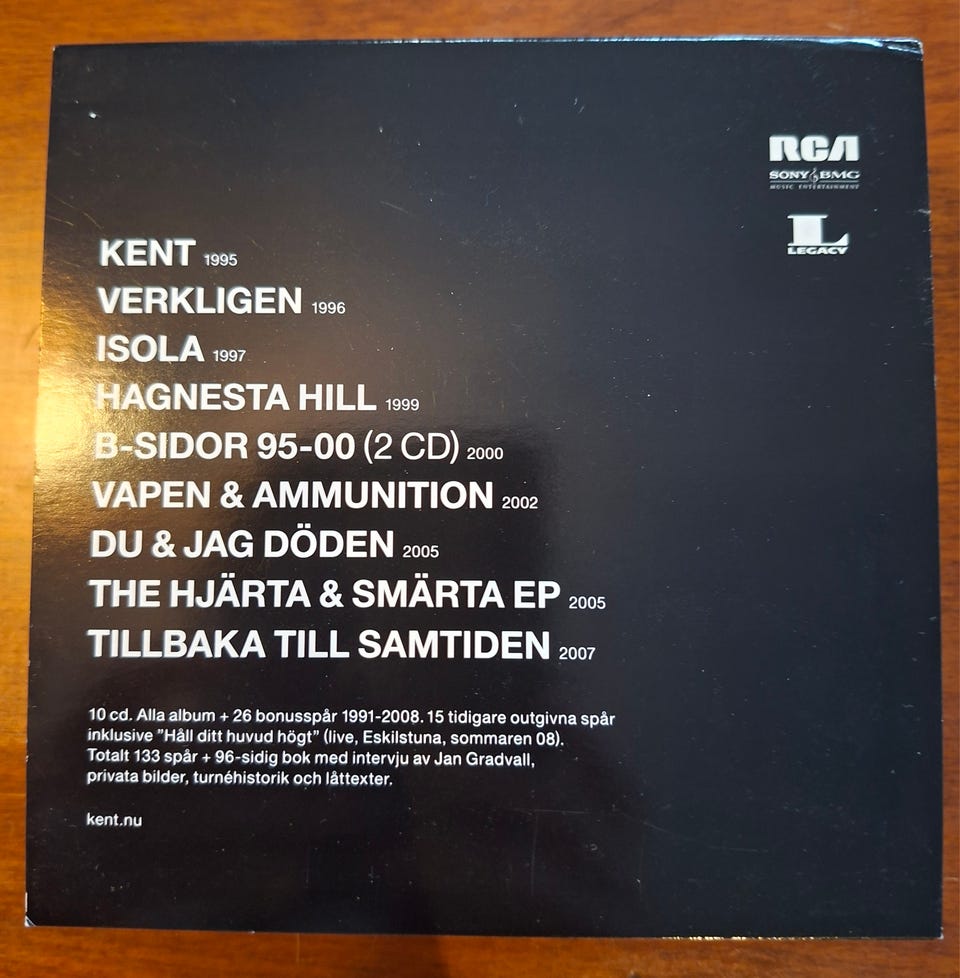 RCA
SONY BMG
MUSIC ENTERTAINMENT
L
LEGACY
KENT 1995
VERKLIGEN 1996
ISOLA 1997
HAGNESTA HILL 1999
B-SIDOR 95-00 (2 CD) 2000
VAPEN & AMMUNITION 2002
DU & JAG DÖDEN 2005
THE HJÄRTA & SMÄRTA EP 2005
TILLBAKA TILL SAMTIDEN 2007
10 cd. Alla album + 26 bonusspår 1991-2008. 15 tidigare outgivna spår
inklusive ”Håll ditt huvud högt” (live, Eskilstuna, sommaren 08).
Totalt 133 spår + 96-sidig bok med intervju av Jan Gradvall,
privata bilder, turnéhistorik och låttexter.
kent.nu